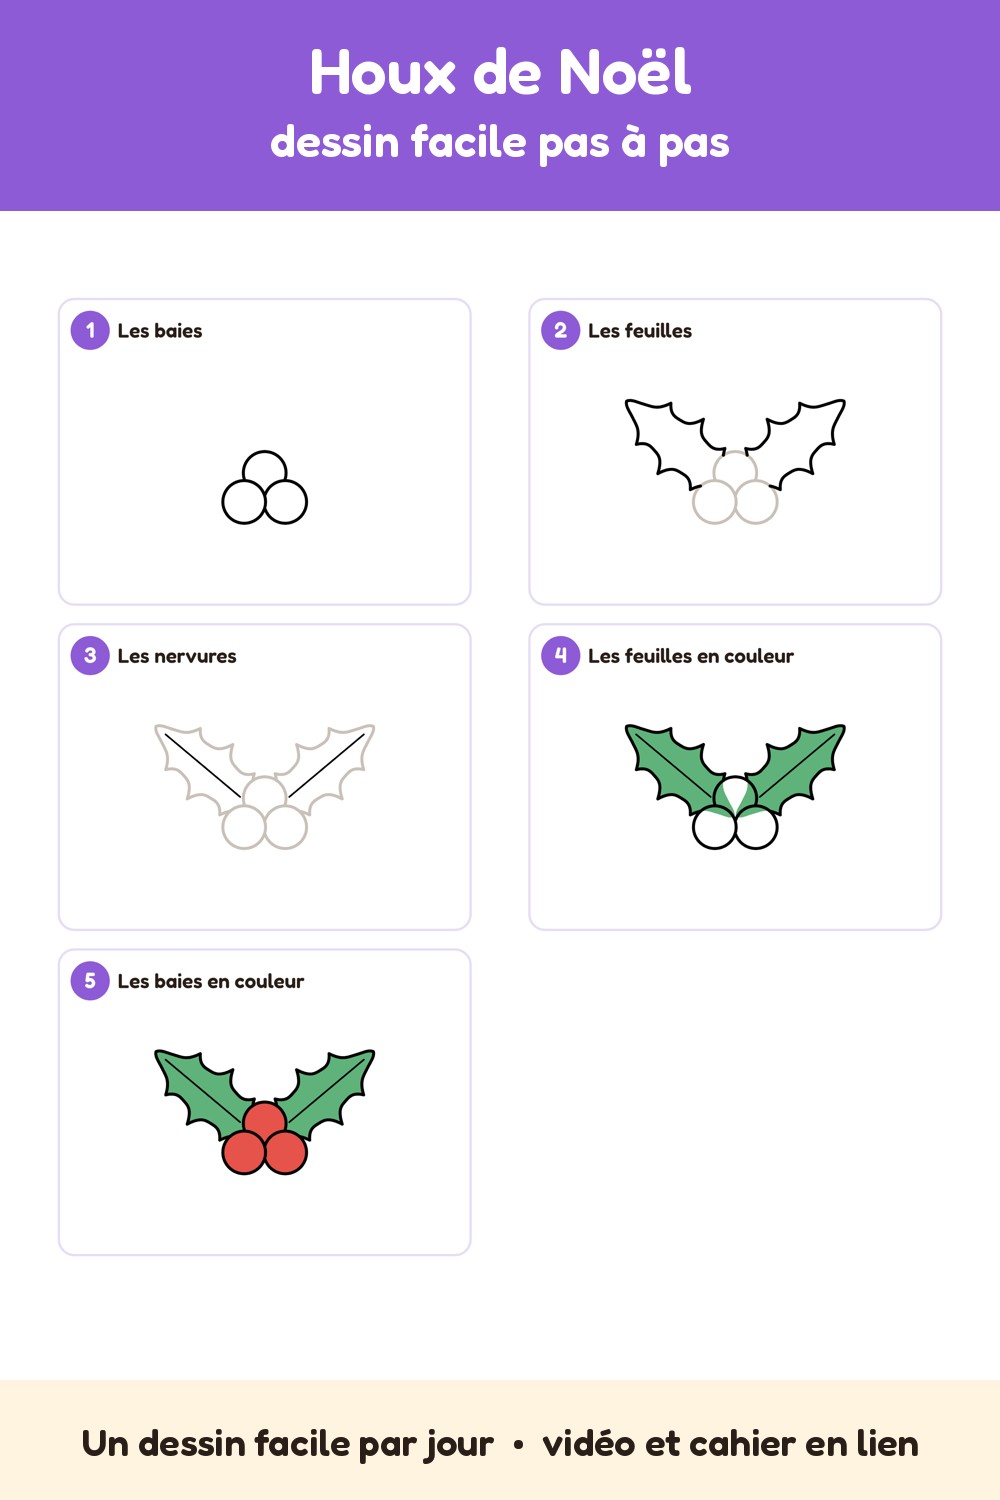 Houx de Noël
dessin facile pas à pas
1 Les baies
2 Les feuilles
3 Les nervures
4 Les feuilles en couleur
5 Les baies en couleur
Un dessin facile par jour • vidéo et cahier en lien